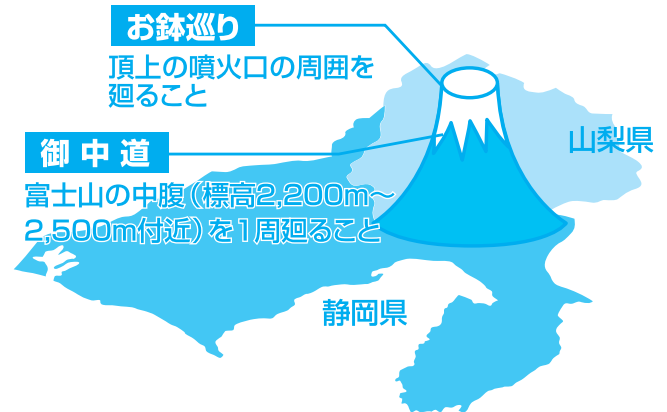 お鉢巡り
頂上の噴火口の周囲を
廻ること
御中道
富士山の中腹（標高2,200m～
2,500m付近）を1周廻ること
山梨県
静岡県